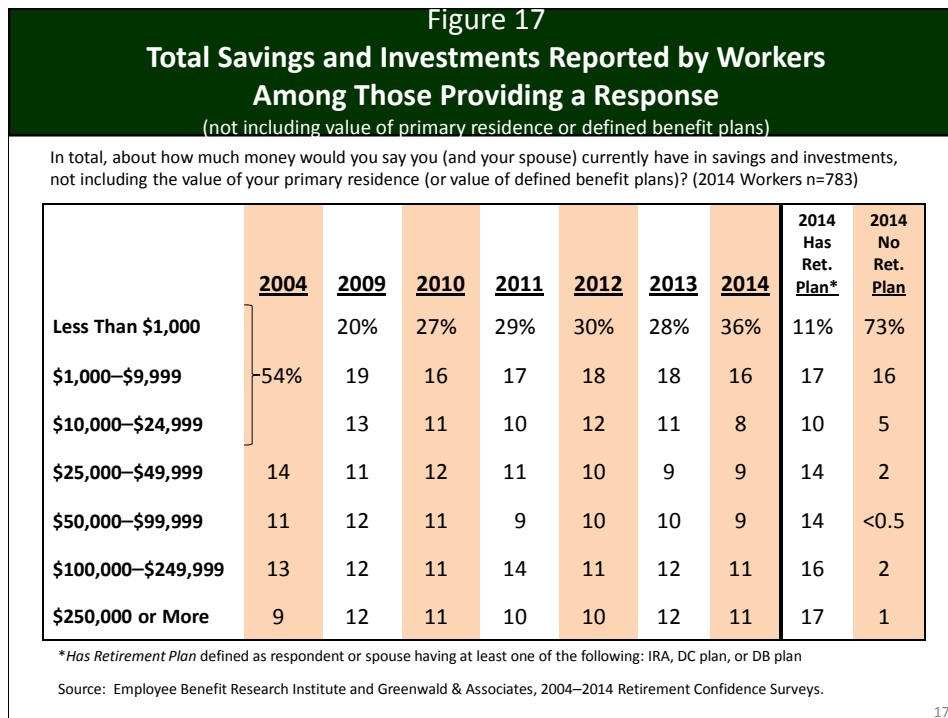 Figure 17
Total Savings and Investments Reported by Workers
Among Those Providing a Response
(not including value of primary residence or defined benefit plans)
In total, about how much money would you say you (and your spouse) currently have in savings and investments,
not including the value of your primary residence (or value of defined benefit plans)? (2014 Workers n=783)
2004 2009 2010 2011 2012 2013 2014 2014 Has Ret. Plan* 2014 No Ret. Plan
Less Than $1,000 20% 27% 29% 30% 28% 36% 11% 73%
$1,000–$9,999 54% 19 16 17 18 18 16 17 16
$10,000–$24,999 13 11 10 12 11 8 10 5
$25,000–$49,999 14 11 12 11 10 9 9 14 2
$50,000–$99,999 11 12 11 9 10 10 9 14 <0.5
$100,000–$249,999 13 12 11 14 11 12 11 16 2
$250,000 or More 9 12 11 10 10 12 11 17 1
*Has Retirement Plan defined as respondent or spouse having at least one of the following: IRA, DC plan, or DB plan
Source: Employee Benefit Research Institute and Greenwald & Associates, 2004–2014 Retirement Confidence Surveys.
17